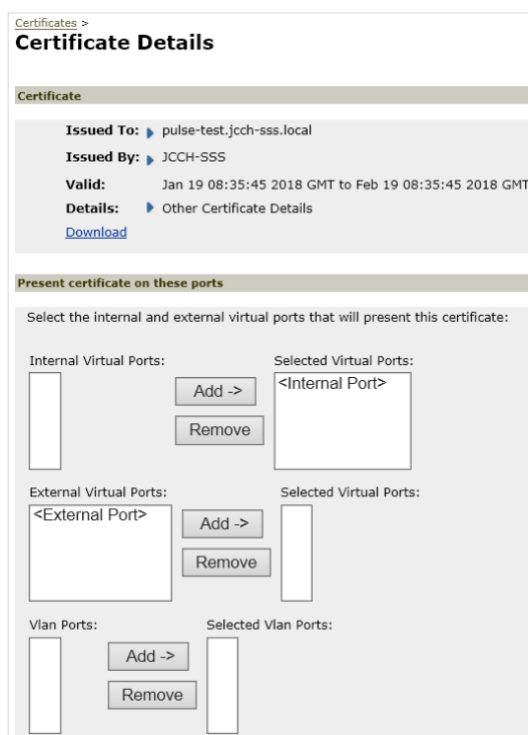 Certificates >
Certificate Details
Certificate
Issued To: pulse-test.jcch-sss.local
Issued By: JCCH-SSS
Valid: Jan 19 08:35:45 2018 GMT to Feb 19 08:35:45 2018 GMT
Details: Other Certificate Details
Download
Present certificate on these ports
Select the internal and external virtual ports that will present this certificate:
Internal Virtual Ports: Selected Virtual Ports:
<Internal Port>
Add ->
Remove
External Virtual Ports: Selected Virtual Ports:
<External Port>
Add ->
Remove
Vlan Ports: Selected Vlan Ports:
Add ->
Remove